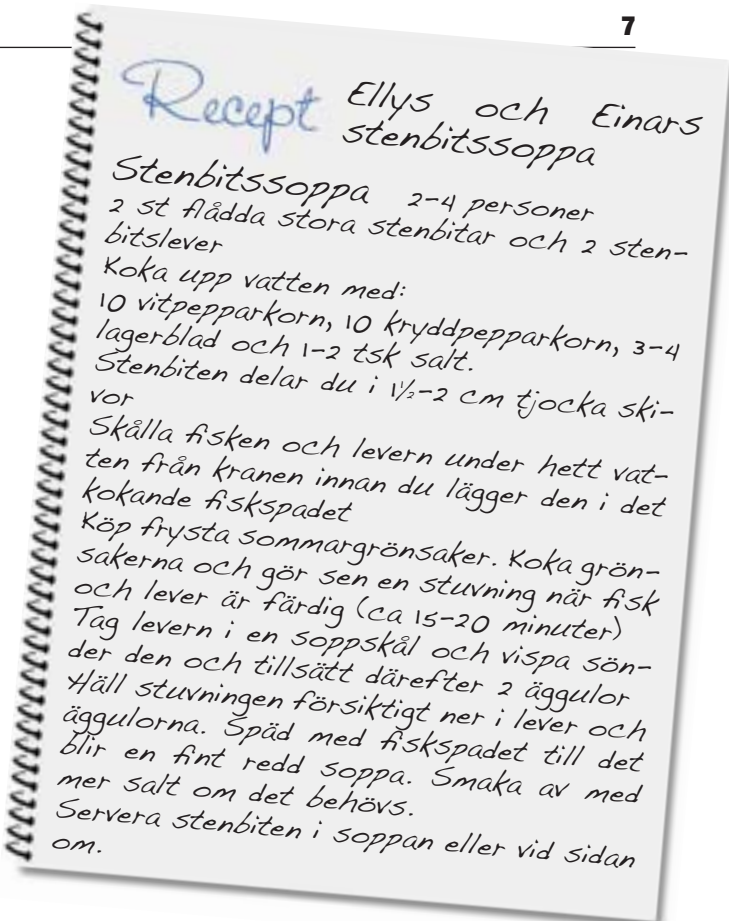 7
Recept Ellys och Einars
stenbitssoppa
Stenbitssoppa 2-4 personer
2 st flådda stora stenbitar och 2 sten-
bitslever
Koka upp vatten med:
10 vitpepparkorn, 10 kryddpepparkorn, 3-4
lagerblad och 1-2 tsk salt.
Stenbiten delar du i 1½-2 cm tjocka ski-
vor
Skålla fisken och levern under hett vat-
ten från kranen innan du lägger den i det
kokande fiskspadet
Köp frysta sommargrönsaker. Koka grön-
sakerna och gör sen en stuvning när fisk
och lever är färdig (ca 15-20 minuter)
Tag levern i en soppskål och vispa sön-
der den och tillsätt därefter 2 äggulor
Häll stuvningen försiktigt ner i lever och
äggulorna. Späd med fiskspadet till det
blir en fint redd soppa. Smaka av med
mer salt om det behövs.
Servera stenbiten i soppan eller vid sidan
om.